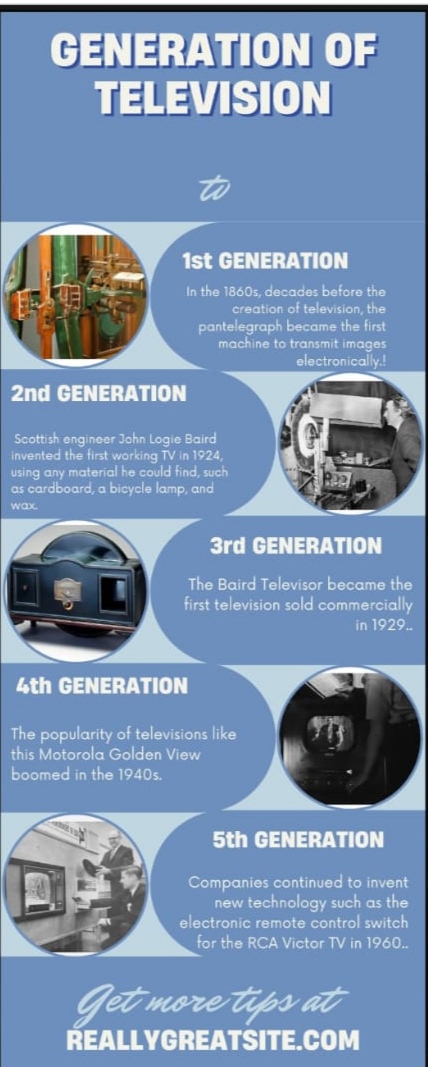 GENERATION OF
TELEVISION
tv
1st GENERATION
In the 1860s, decades before the
creation of television, the
pantelegraph became the first
machine to transmit images
electronically.!
2nd GENERATION
Scottish engineer John Logie Baird
invented the first working TV in 1924,
using any material he could find, such
as cardboard, a bicycle lamp, and
wax.
3rd GENERATION
The Baird Televisor became the
first television sold commercially
in 1929..
4th GENERATION
The popularity of televisions like
this Motorola Golden View
boomed in the 1940s.
5th GENERATION
Companies continued to invent
new technology such as the
electronic remote control switch
for the RCA Victor TV in 1960..
Get more tips at
REALLYGREATSITE.COM